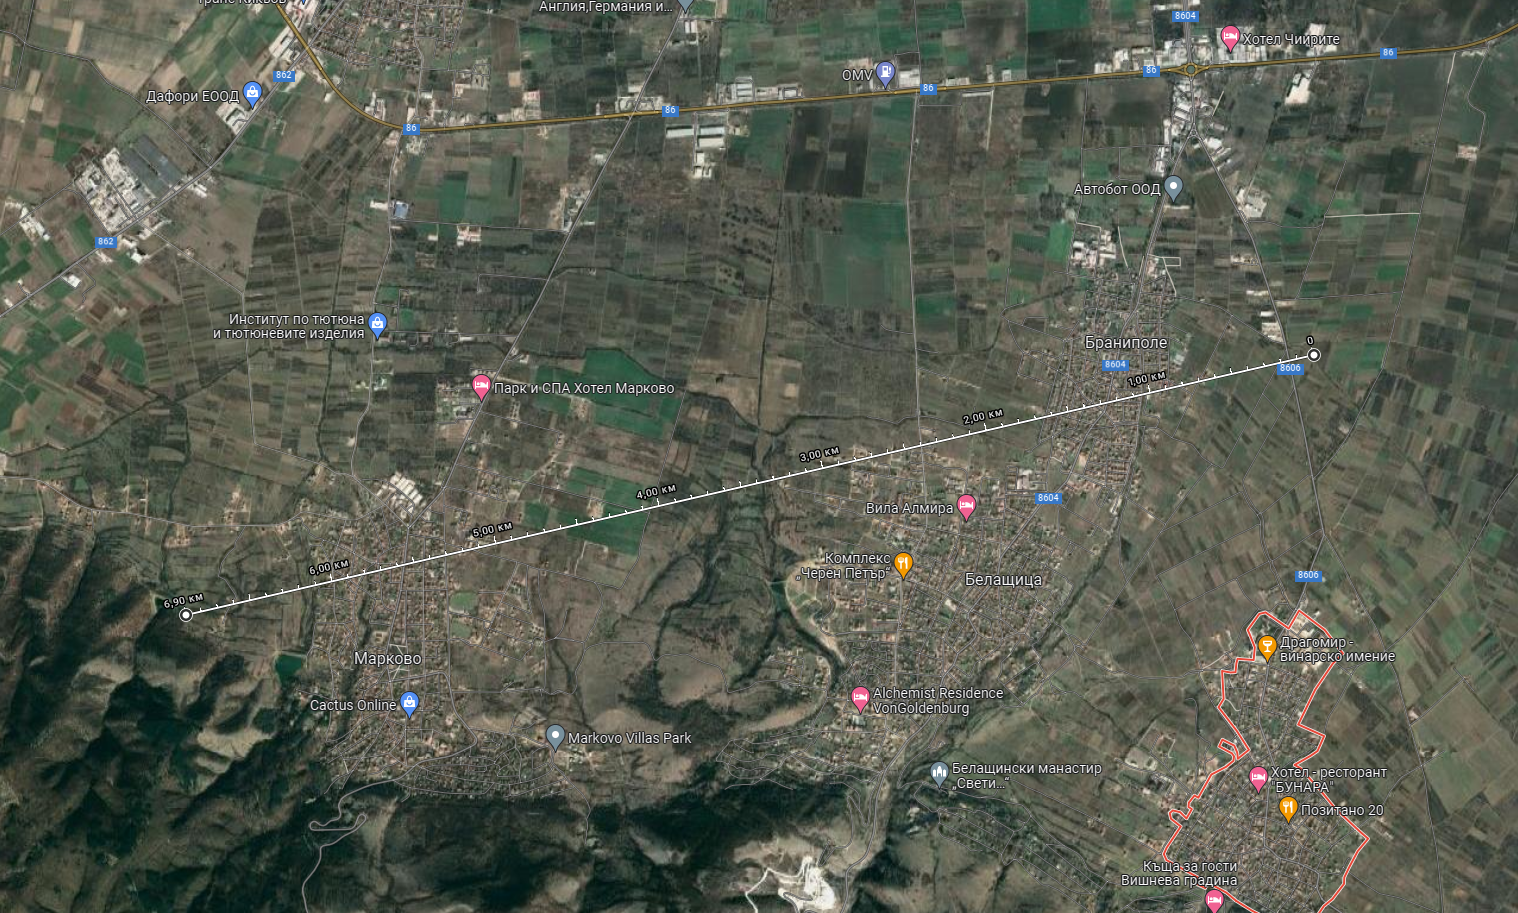 Англия,Германия и...
8604
Хотел Чиирите
86
862
OMV
86
Дафори ЕООД
86
86
86
Автобот ООД
862
Институт по тютюна
и тютюневите изделия
Браниполе
0
8604
8606
1,00 км
Парк и СПА Хотел Марково
2,00 км
3,00 км
4,00 км
8604
Вила Алмира
5,00 км
6,00 км
Комплекс
„Черен Петър“
Белащица
8606
6,90 км
Драгомир -
винарско имение
Марково
Cactus Online
Alchemist Residence
VonGoldenburg
Markovo Villas Park
Белащински манастир
„Свети...“
Хотел - ресторант
"БУНАРА"
Позитано 20
Къща за гости
Вишнева градина